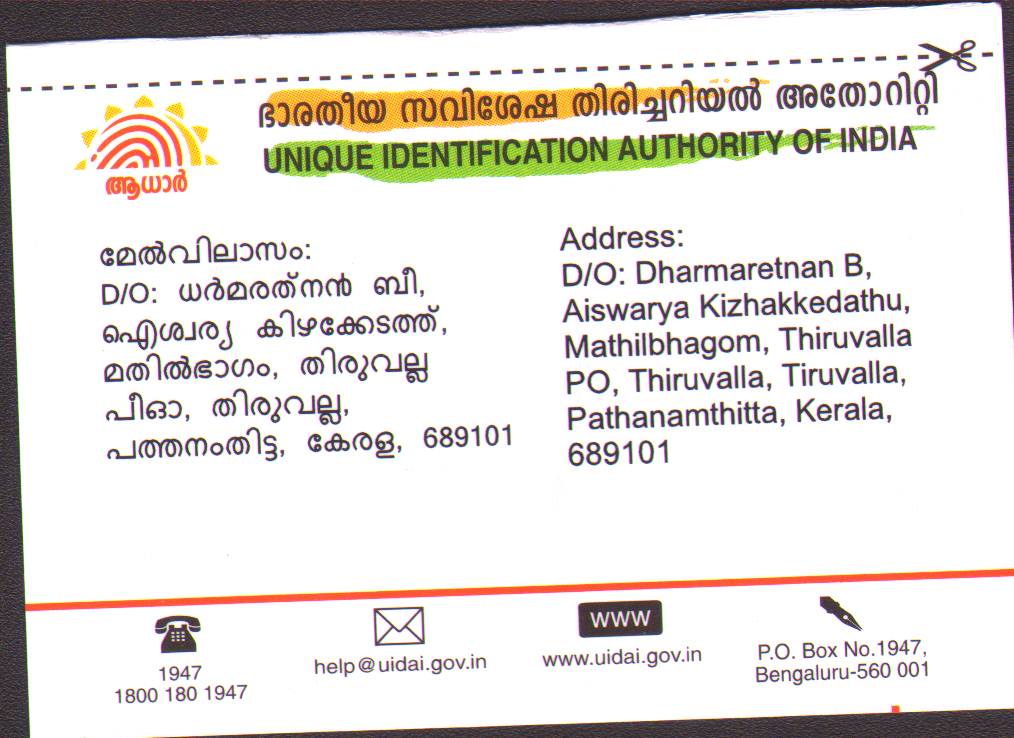 ഭാരതീയ സവിശേഷ തിരിച്ചറിയൽ അതോറിറ്റി
UNIQUE IDENTIFICATION AUTHORITY OF INDIA
ആധാർ
മേൽവിലാസം:
D/O: ധർമരത്നൻ ബീ,
ഐശ്വര്യ കിഴക്കേടത്ത്,
മതിൽഭാഗം, തിരുവല്ല
പീഓ, തിരുവല്ല,
പത്തനംതിട്ട, കേരള, 689101
Address:
D/O: Dharmaretnan B,
Aiswarya Kizhakkedathu,
Mathilbhagom, Thiruvalla
PO, Thiruvalla, Tiruvalla,
Pathanamthitta, Kerala,
689101
1947
1800 180 1947
help@uidai.gov.in
www
www.uidai.gov.in
P.O. Box No.1947,
Bengaluru-560 001